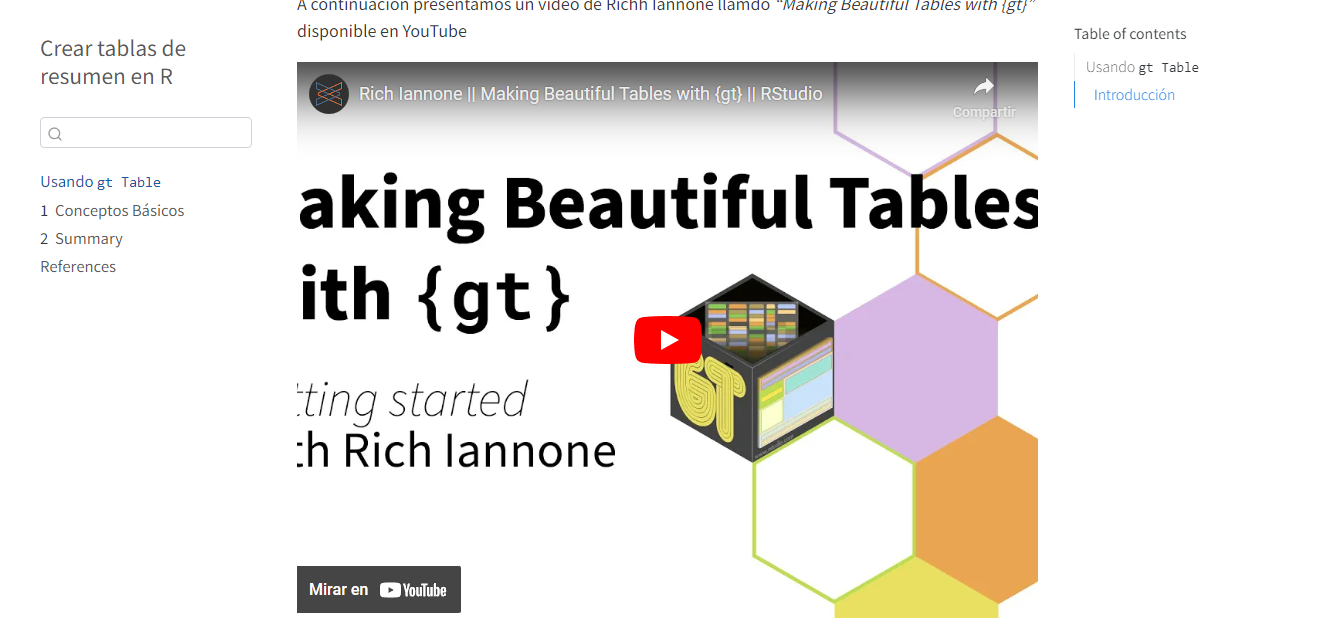 A continuación presentamos un video de Richh Iannone llamdo “Making Beautiful Tables with {gt}”
disponible en YouTube
Crear tablas de
resumen en R
Usando gt Table
1 Conceptos Básicos
2 Summary
References
Rich Iannone || Making Beautiful Tables with {gt} || RStudio
Compartir
aking Beautiful Tables
ith {gt}
tting started
th Rich Iannone
GT
Mirar en YouTube
Table of contents
Usando gt Table
Introducción